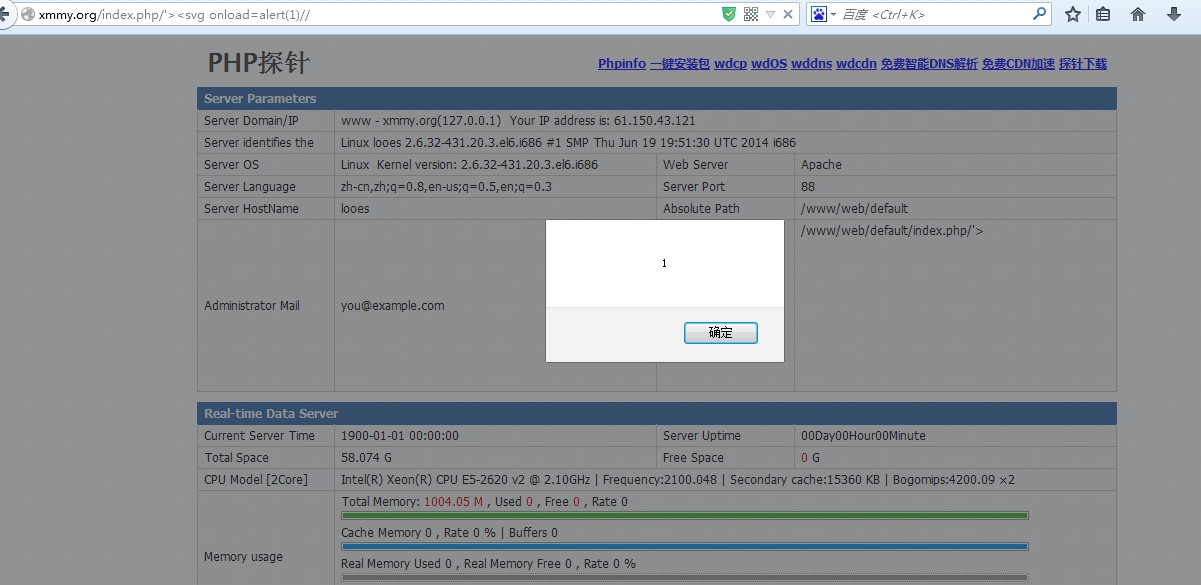 xmmy.org/index.php/'><svg onload=alert(1)//
百度 <Ctrl+K>
PHP探针
Phpinfo 一键安装包 wdcp wdOS wddns wdcdn 免费智能DNS解析 免费CDN加速 探针下载
Server Parameters
Server Domain/IP www - xmmy.org(127.0.0.1) Your IP address is: 61.150.43.121
Server identifies the Linux looes 2.6.32-431.20.3.el6.i686 #1 SMP Thu Jun 19 19:51:30 UTC 2014 i686
Server OS Linux Kernel version: 2.6.32-431.20.3.el6.i686 Web Server Apache
Server Language zh-cn,zh;q=0.8,en-us;q=0.5,en;q=0.3 Server Port 88
Server HostName looes Absolute Path /www/web/default
/www/web/default/index.php/'>
1
Administrator Mail you@example.com
确定
Real-time Data Server
Current Server Time 1900-01-01 00:00:00 Server Uptime 00Day00Hour00Minute
Total Space 58.074 G Free Space 0 G
CPU Model [2Core] Intel(R) Xeon(R) CPU E5-2620 v2 @ 2.10GHz | Frequency:2100.048 | Secondary cache:15360 KB | Bogomips:4200.09 ×2
Total Memory: 1004.05 M , Used 0 , Free 0 , Rate 0
Cache Memory 0 , Rate 0 % | Buffers 0
Memory usage
Real Memory Used 0 , Real Memory Free 0 , Rate 0 %